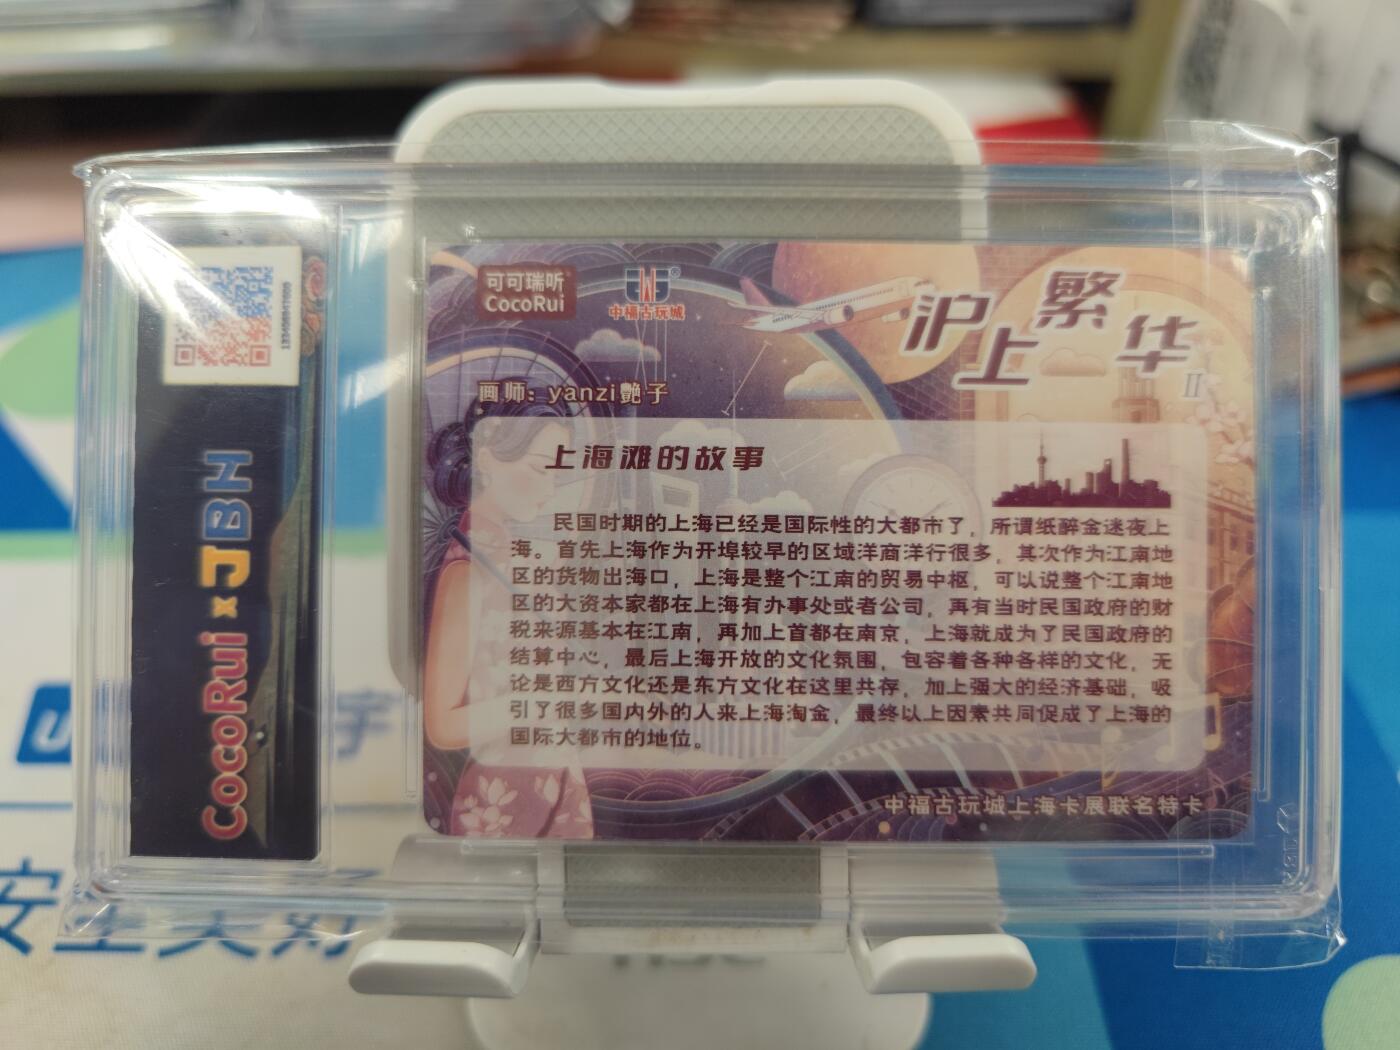 可可瑞听
CocoRui
中福古玩城
沪上繁华
II
画师：yanzi艷子
上海滩的故事
民国时期的上海已经是国际性的大都市了，所谓纸醉金迷夜上
海。首先上海作为开埠较早的区域洋商洋行很多，其次作为江南地
区的货物出海口，上海是整个江南的贸易中枢，可以说整个江南地
区的大资本家都在上海有办事处或者公司，再有当时民国政府的财
税来源基本在江南，再加上首都在南京，上海就成为了民国政府的
结算中心，最后上海开放的文化氛围，包容着各种各样的文化，无
论是西方文化还是东方文化在这里共存，加上强大的经济基础，吸
引了很多国内外的人来上海淘金，最终以上因素共同促成了上海的
国际大都市的地位。
中福古玩城上海卡展联名特卡
CocoRui x JBH